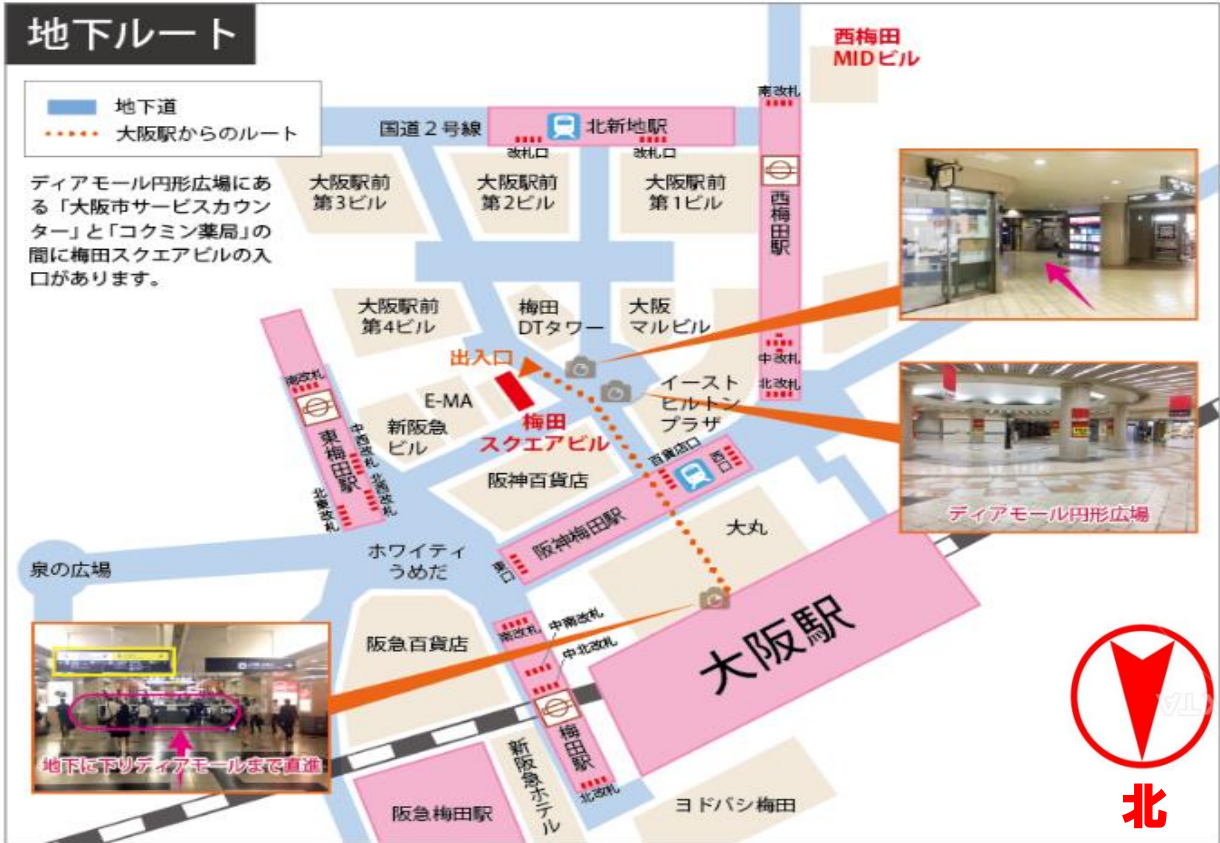 地下ルート
地下道
大阪駅からのルート
ディアモール円形広場にあ
る「大阪市サービスカウン
ター」と「コクミン薬局」の
間に梅田スクエアビルの入
口があります。
西梅田
MIDビル
国道2号線
北新地駅
改札口
改札口
南改札
大阪駅前
第3ビル
大阪駅前
第2ビル
大阪駅前
第1ビル
西梅田駅
中改札
北改札
大阪駅前
第4ビル
梅田
DTタワー
大阪
マルビル
出入口
E-MA
新阪急
ビル
梅田
スクエアビル
イースト
ヒルトン
プラザ
南改札
東梅田駅
中西改札
北西改札
北東改札
阪神百貨店
百貨店口
西口
阪神梅田駅
東口
大丸
ディアモール円形広場
泉の広場
ホワイティ
うめだ
阪急百貨店
南改札
中南改札
中北改札
梅田駅
北改札
大阪駅
地下に下りディアモールまで直進
阪急梅田駅
新阪急ホテル
ヨドバシ梅田
北